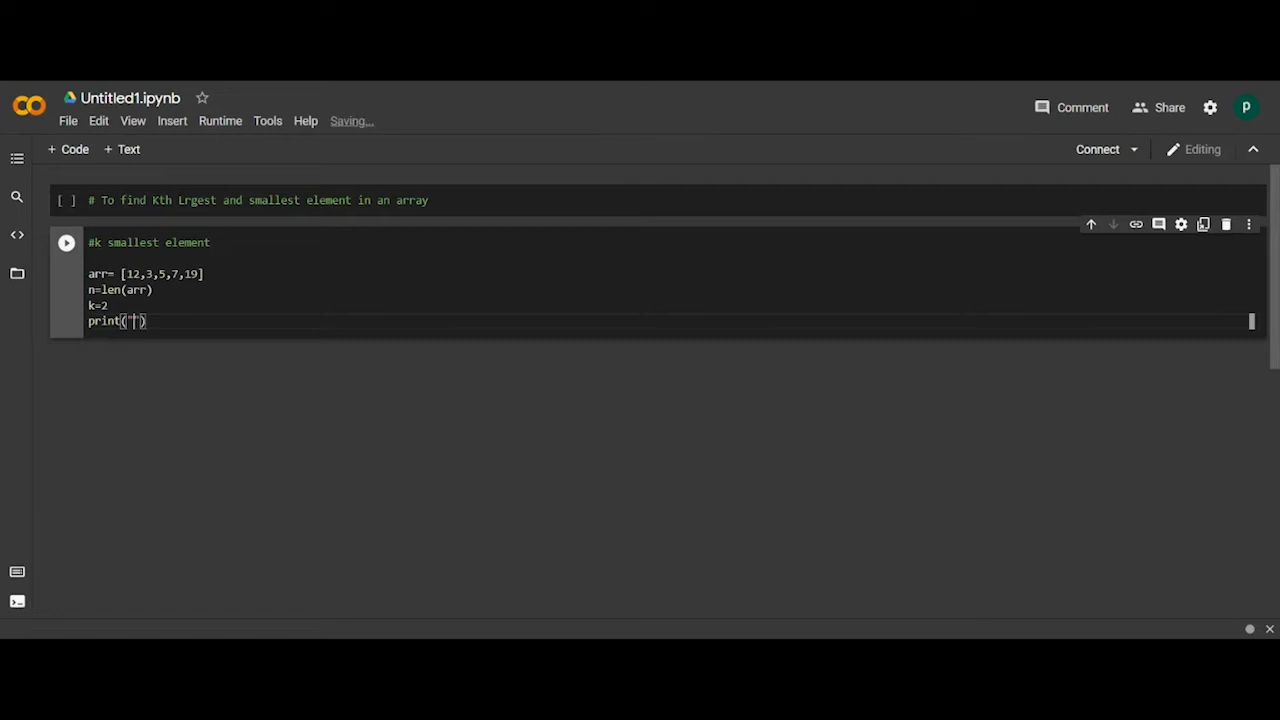 Untitled1.ipynb
File Edit View Insert Runtime Tools Help Saving...
Comment Share p
+ Code + Text
Connect Editing
[ ] # To find Kth Lrgest and smallest element in an array
#k smallest element
arr= [12,3,5,7,19]
n=len(arr)
k=2
print("")